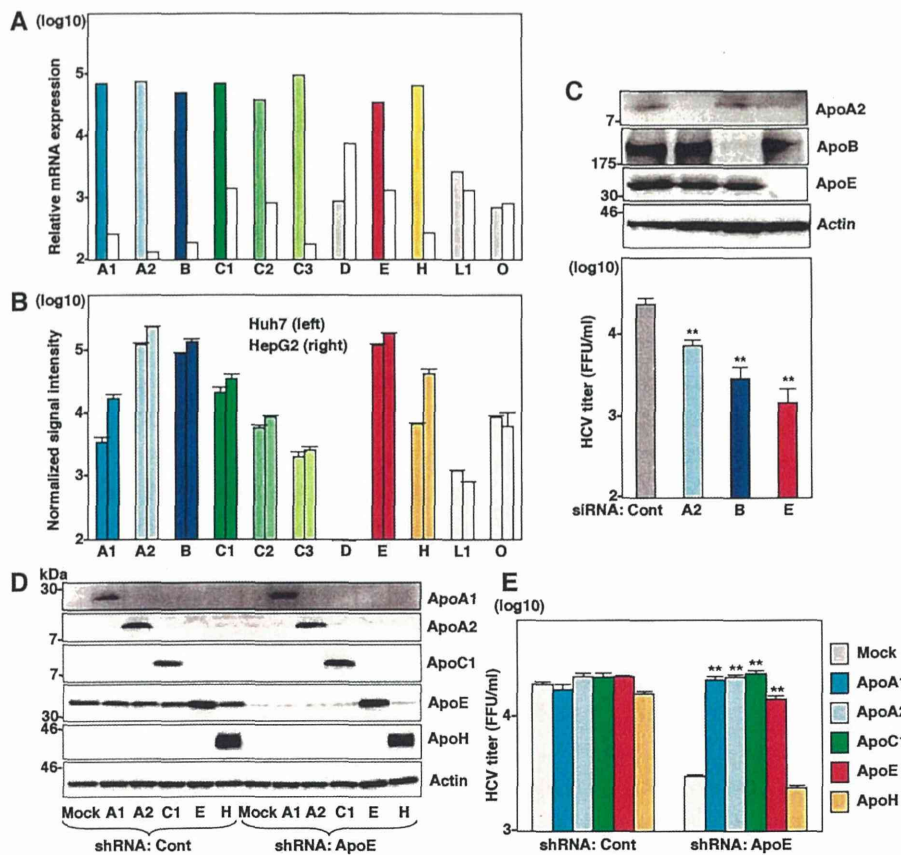 A (log10)
Relative mRNA expression
5
4
3
2
A1 A2 B C1 C2 C3 D E H L1 O
B (log10)
Normalized signal intensity
Huh7 (left)
HepG2 (right)
5
4
3
2
A1 A2 B C1 C2 C3 D E H L1 O
C
7
ApoA2
175
ApoB
30
ApoE
46
Actin
(log10)
HCV titer (FFU/ml)
4
3
2
** ** **
siRNA: Cont A2 B E
D kDa
30
ApoA1
7
ApoA2
7
ApoC1
30
ApoE
46
ApoH
46
Actin
Mock A1 A2 C1 E H Mock A1 A2 C1 E H
shRNA: Cont shRNA: ApoE
E
(log10)
HCV titer (FFU/ml)
4
3
** ** ** **
shRNA: Cont shRNA: ApoE
Mock
ApoA1
ApoA2
ApoC1
ApoE
ApoH